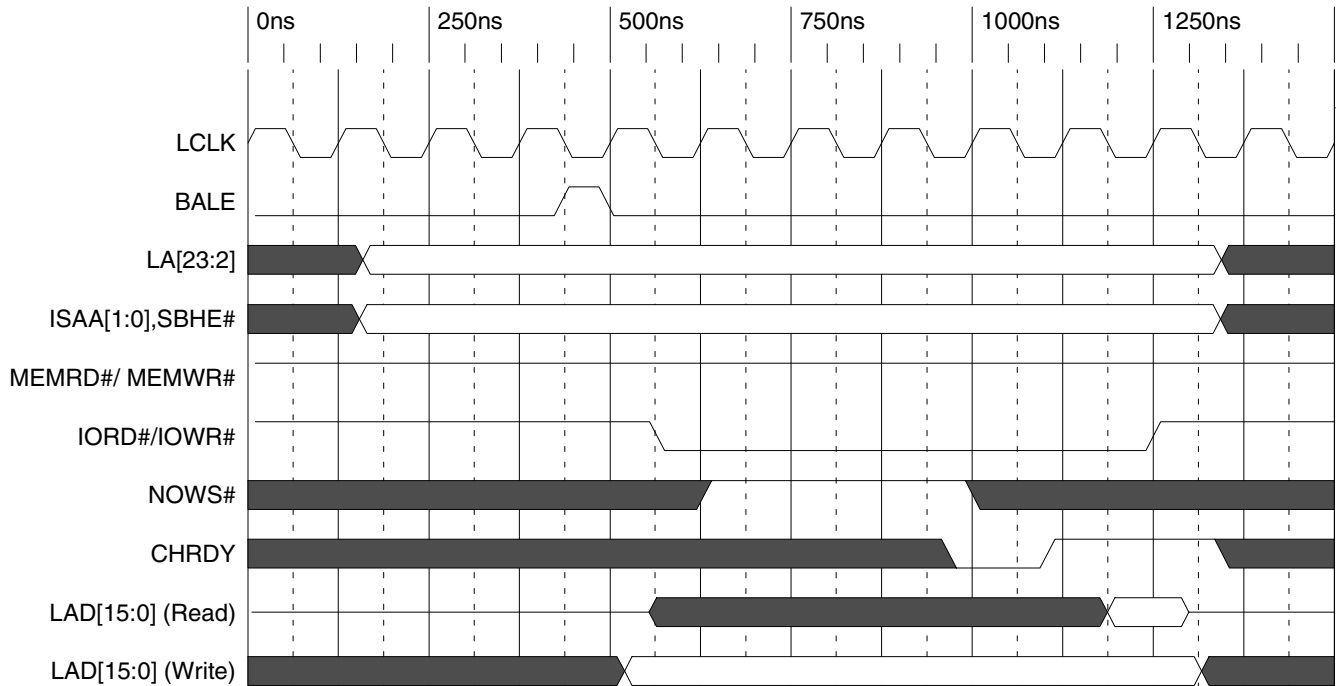 0ns 250ns 500ns 750ns 1000ns 1250ns
LCLK
BALE
LA[23:2]
ISAA[1:0],SBHE#
MEMRD#/ MEMWR#
IORD#/IOWR#
NOWS#
CHRDY
LAD[15:0] (Read)
LAD[15:0] (Write)